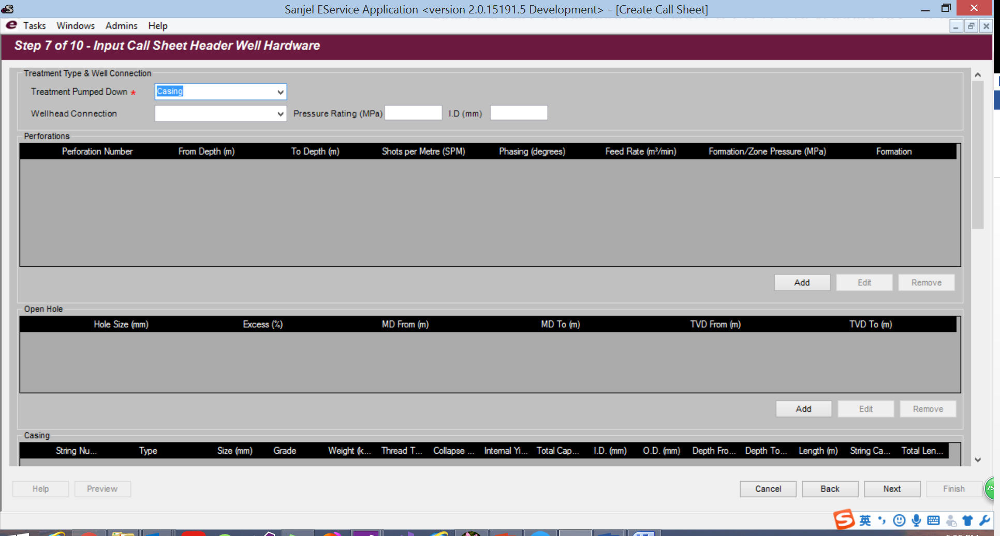 Sanjel EService Application <version 2.0.15191.5 Development> - [Create Call Sheet]
Tasks Windows Admins Help
Step 7 of 10 - Input Call Sheet Header Well Hardware
Treatment Type & Well Connection
Treatment Pumped Down * Casing
Wellhead Connection Pressure Rating (MPa) I.D (mm)
Perforations
Perforation Number From Depth (m) To Depth (m) Shots per Metre (SPM) Phasing (degrees) Feed Rate (m³/min) Formation/Zone Pressure (MPa) Formation
Add Edit Remove
Open Hole
Hole Size (mm) Excess (%) MD From (m) MD To (m) TVD From (m) TVD To (m)
Add Edit Remove
Casing
String Nu... Type Size (mm) Grade Weight (k... Thread T... Collapse ... Internal Yi... Total Cap... I.D. (mm) O.D. (mm) Depth Fro... Depth To... Length (m) String Ca... Total Len...
Help Preview Cancel Back Next Finish
75
英